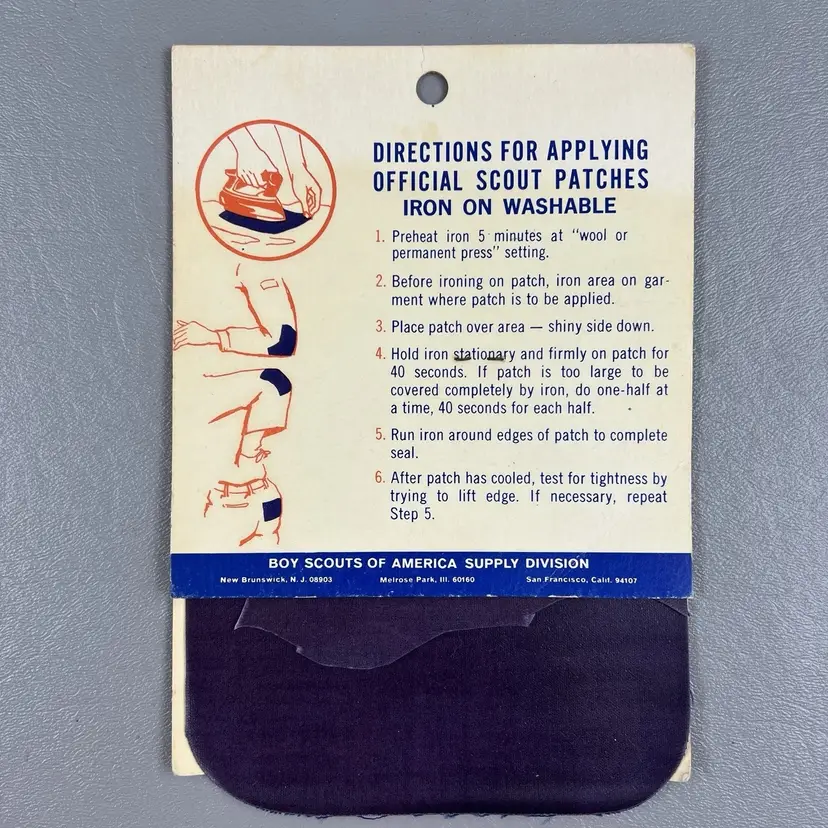 DIRECTIONS FOR APPLYING
OFFICIAL SCOUT PATCHES
IRON ON WASHABLE
1. Preheat iron 5 minutes at "wool or
permanent press" setting.
2. Before ironing on patch, iron area on gar-
ment where patch is to be applied.
3. Place patch over area — shiny side down.
4. Hold iron stationary and firmly on patch for
40 seconds. If patch is too large to be
covered completely by iron, do one-half at
a time, 40 seconds for each half.
5. Run iron around edges of patch to complete
seal.
6. After patch has cooled, test for tightness by
trying to lift edge. If necessary, repeat
Step 5.
BOY SCOUTS OF AMERICA SUPPLY DIVISION
New Brunswick, N. J. 08903 Melrose Park, Ill. 60160 San Francisco, Calif. 94107